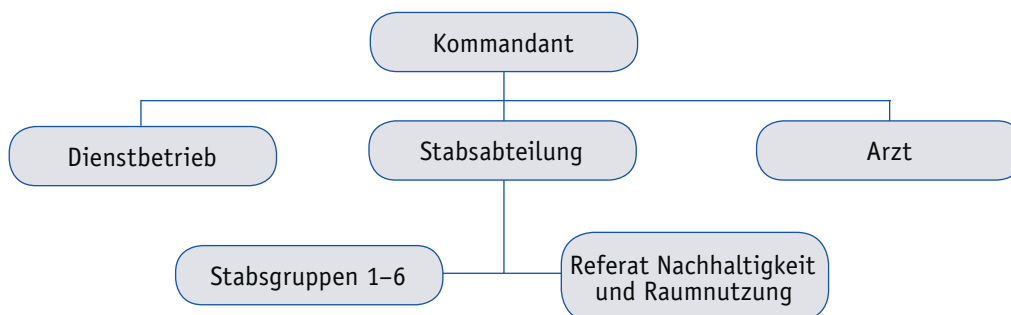 Kommandant
Dienstbetrieb
Stabsabteilung
Arzt
Stabsgruppen 1–6
Referat Nachhaltigkeit
und Raumnutzung